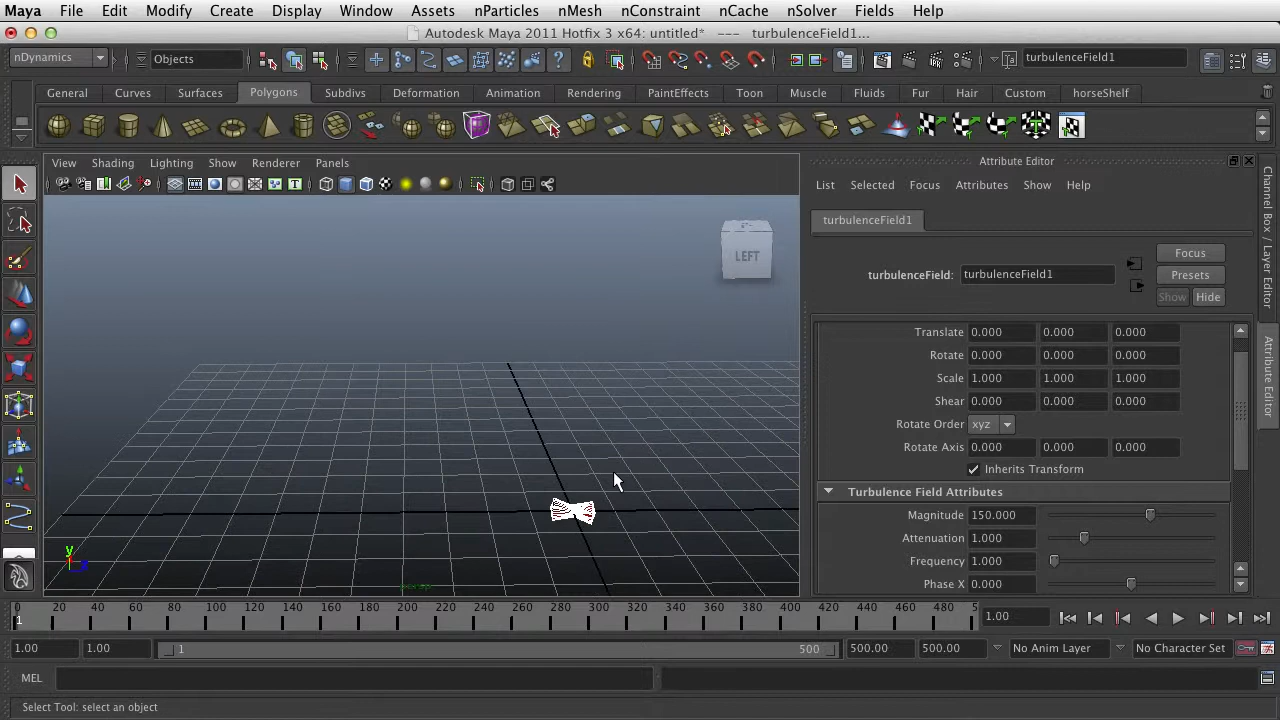 Maya File Edit Modify Create Display Window Assets nParticles nMesh nConstraint nCache nSolver Fields Help
Autodesk Maya 2011 Hotfix 3 x64: untitled* --- turbulenceField1...
nDynamics Objects turbulenceField1
General Curves Surfaces Polygons Subdivs Deformation Animation Rendering PaintEffects Toon Muscle Fluids Fur Hair Custom horseShelf
View Shading Lighting Show Renderer Panels
Attribute Editor
List Selected Focus Attributes Show Help
turbulenceField1
turbulenceField: turbulenceField1
Focus
Presets
Show Hide
Translate 0.000 0.000 0.000
Rotate 0.000 0.000 0.000
Scale 1.000 1.000 1.000
Shear 0.000 0.000 0.000
Rotate Order xyz
Rotate Axis 0.000 0.000 0.000
Inherits Transform
Turbulence Field Attributes
Magnitude 150.000
Attenuation 1.000
Frequency 1.000
Phase X 0.000
LEFT
y
persp
Channel Box / Layer Editor
Attribute Editor
0 20 40 60 80 100 120 140 160 180 200 220 240 260 280 300 320 340 360 380 400 420 440 460 480 5
1
1.00
1.00 1.00 1 500 500.00 500.00 No Anim Layer No Character Set
MEL
Select Tool: select an object